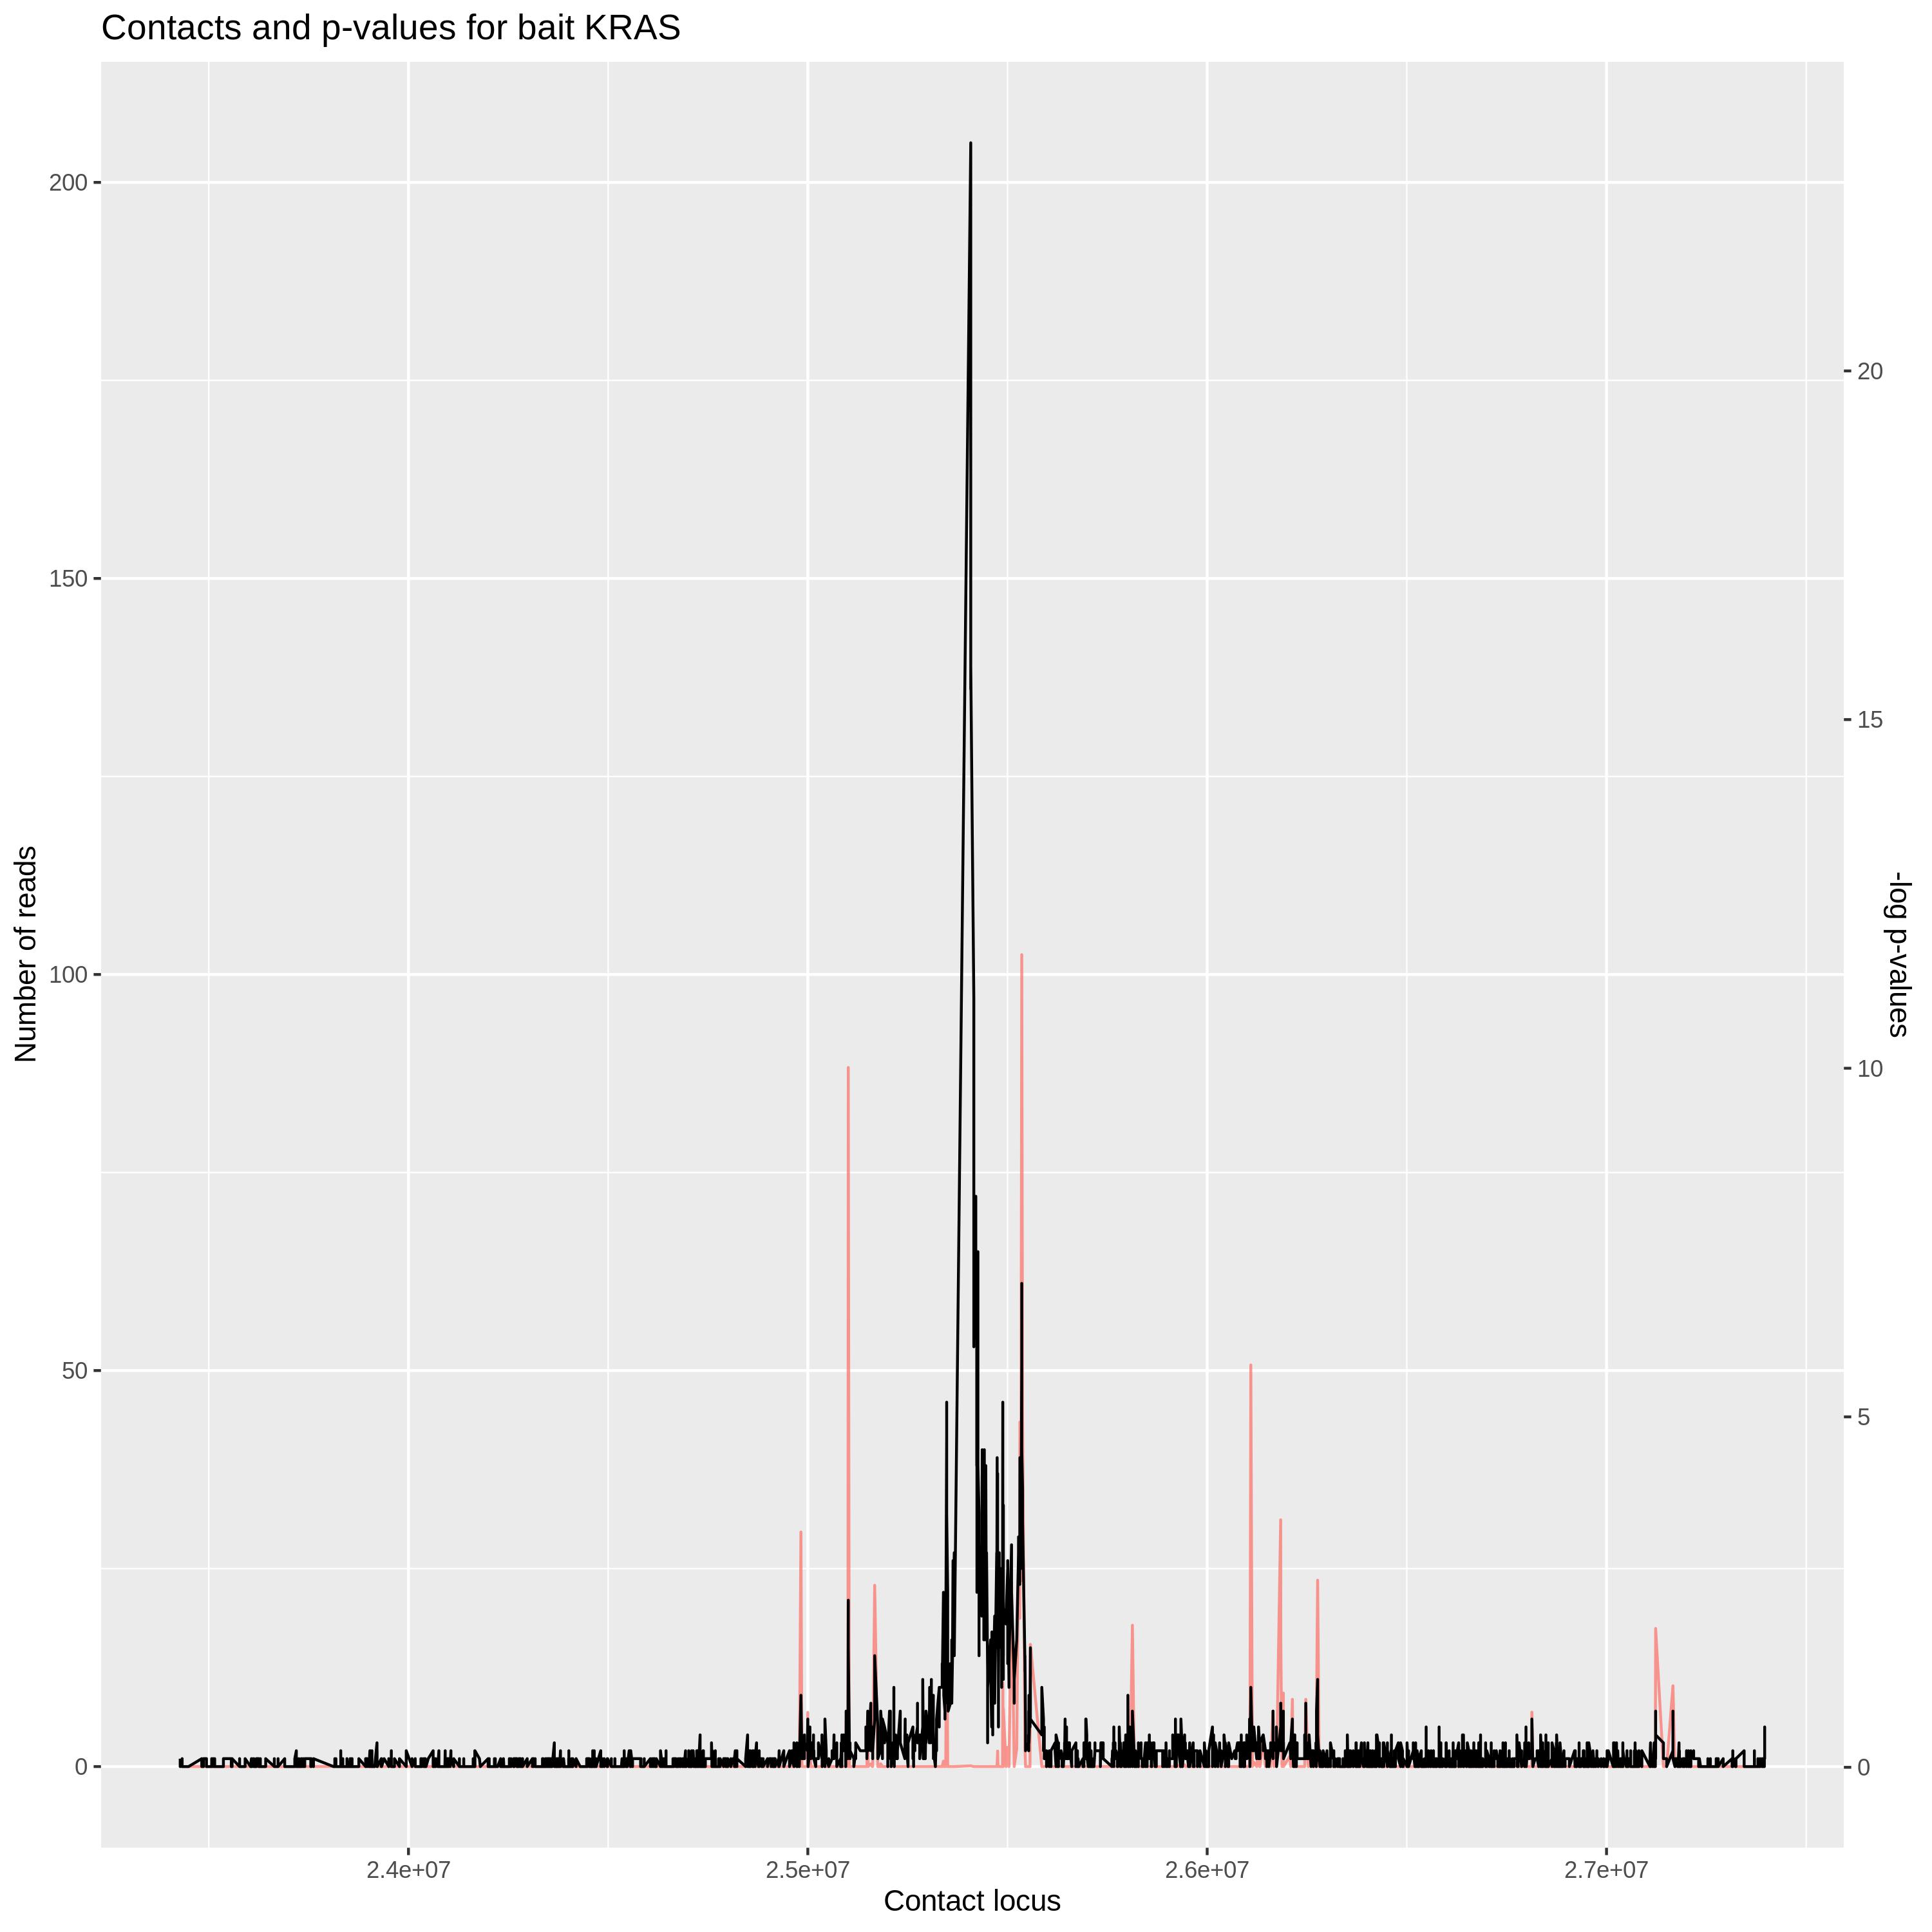 Contacts and p-values for bait KRAS
200
150
100
50
0
20
15
10
5
0
Number of reads
-log p-values
2.4e+07
2.5e+07
2.6e+07
2.7e+07
Contact locus